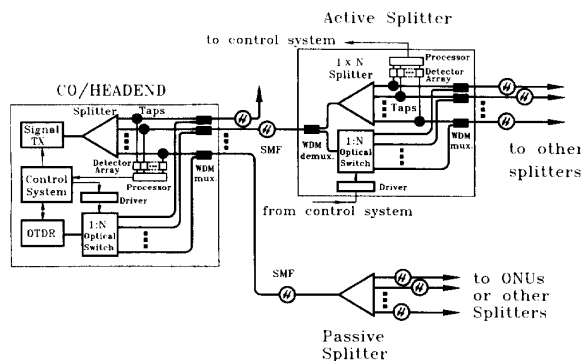 Active Splitter
to control system
1 x N
Splitter
Processor
Detector
Array
Taps
CO/HEADEND
Splitter
Taps
Signal
TX
SMF
WDM
demux.
1:N
Optical
Switch
WDM
mux.
to other
splitters
Detector
Array
Processor
WDM
mux.
Control
System
Driver
Driver
from control system
OTDR
1:N
Optical
Switch
SMF
to ONUs
or other
Splitters
Passive
Splitter